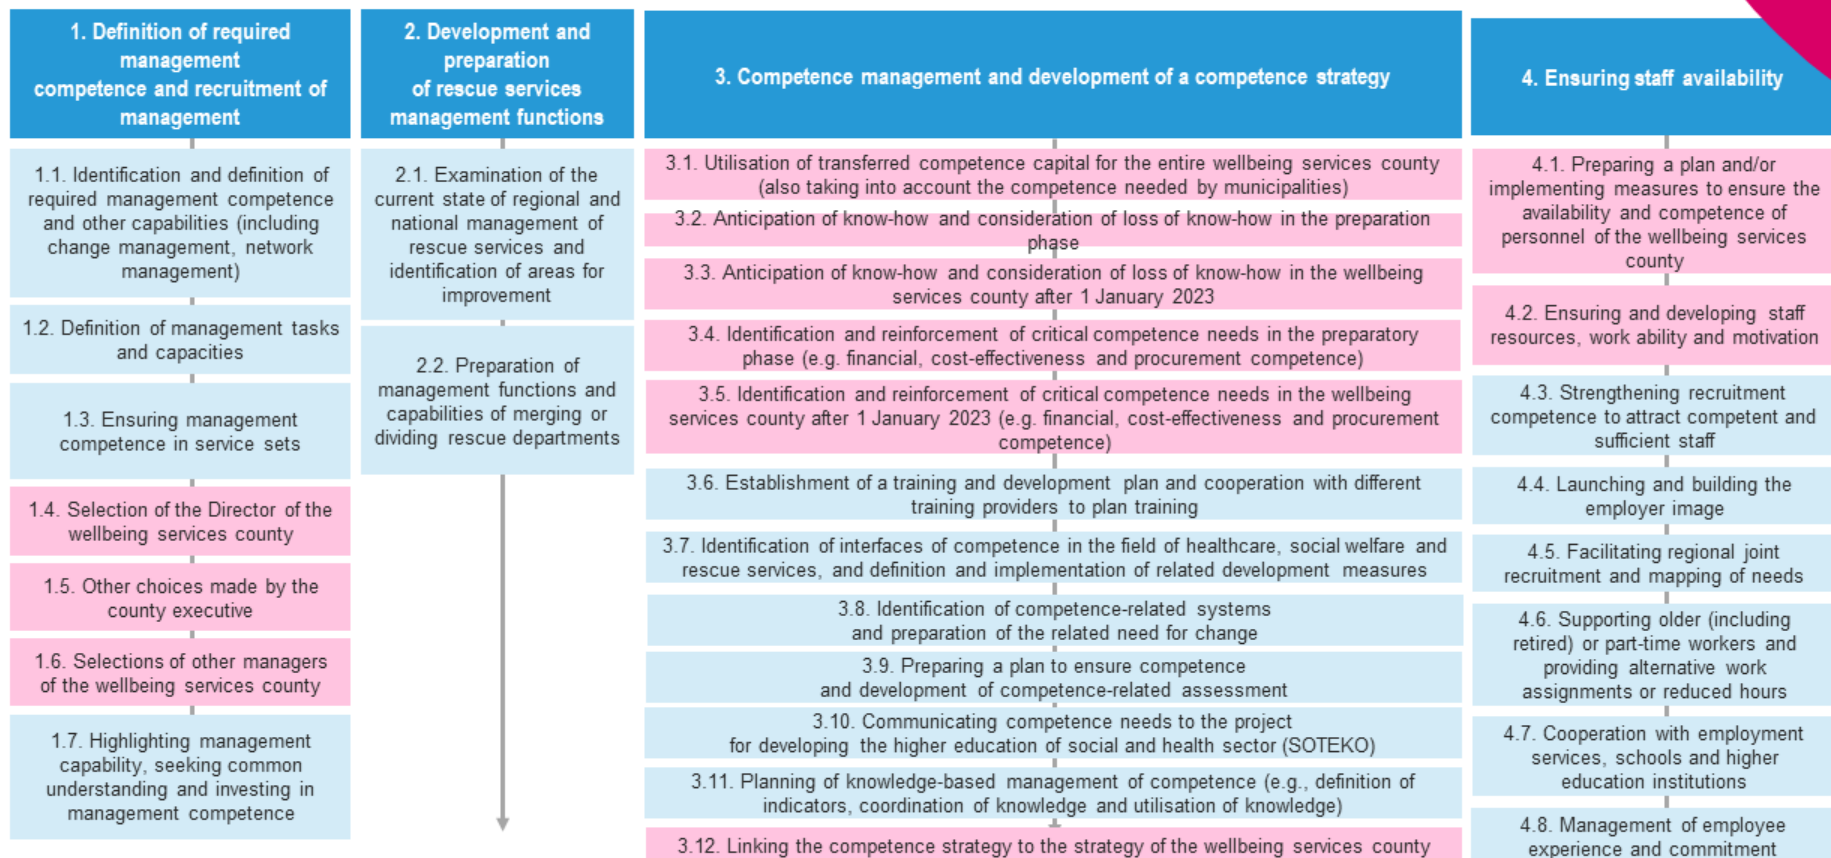 1. Definition of required
management
competence and recruitment of
management
1.1. Identification and definition of
required management competence
and other capabilities (including
change management, network
management)
1.2. Definition of management tasks
and capacities
1.3. Ensuring management
competence in service sets
1.4. Selection of the Director of the
wellbeing services county
1.5. Other choices made by the
county executive
1.6. Selections of other managers
of the wellbeing services county
1.7. Highlighting management
capability, seeking common
understanding and investing in
management competence
2. Development and
preparation
of rescue services
management functions
2.1. Examination of the
current state of regional and
national management of
rescue services and
identification of areas for
improvement
2.2. Preparation of
management functions and
capabilities of merging or
dividing rescue departments
3. Competence management and development of a competence strategy
3.1. Utilisation of transferred competence capital for the entire wellbeing services county
(also taking into account the competence needed by municipalities)
3.2. Anticipation of know-how and consideration of loss of know-how in the preparation
phase
3.3. Anticipation of know-how and consideration of loss of know-how in the wellbeing
services county after 1 January 2023
3.4. Identification and reinforcement of critical competence needs in the preparatory
phase (e.g. financial, cost-effectiveness and procurement competence)
3.5. Identification and reinforcement of critical competence needs in the wellbeing
services county after 1 January 2023 (e.g. financial, cost-effectiveness and procurement
competence)
3.6. Establishment of a training and development plan and cooperation with different
training providers to plan training
3.7. Identification of interfaces of competence in the field of healthcare, social welfare and
rescue services, and definition and implementation of related development measures
3.8. Identification of competence-related systems
and preparation of the related need for change
3.9. Preparing a plan to ensure competence
and development of competence-related assessment
3.10. Communicating competence needs to the project
for developing the higher education of social and health sector (SOTEKO)
3.11. Planning of knowledge-based management of competence (e.g., definition of
indicators, coordination of knowledge and utilisation of knowledge)
3.12. Linking the competence strategy to the strategy of the wellbeing services county
4. Ensuring staff availability
4.1. Preparing a plan and/or
implementing measures to ensure the
availability and competence of
personnel of the wellbeing services
county
4.2. Ensuring and developing staff
resources, work ability and motivation
4.3. Strengthening recruitment
competence to attract competent and
sufficient staff
4.4. Launching and building the
employer image
4.5. Facilitating regional joint
recruitment and mapping of needs
4.6. Supporting older (including
retired) or part-time workers and
providing alternative work
assignments or reduced hours
4.7. Cooperation with employment
services, schools and higher
education institutions
4.8. Management of employee
experience and commitment